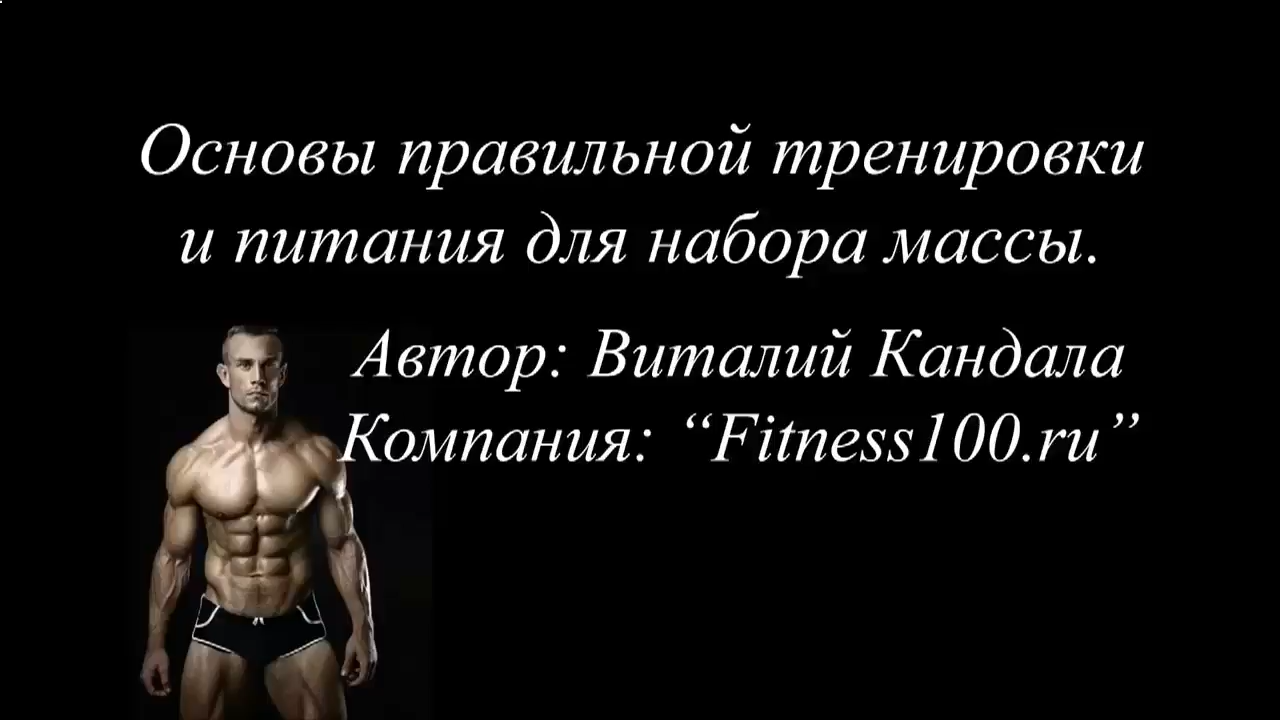 Основы правильной тренировки
и питания для набора массы.
Автор: Виталий Кандала
Компания: “Fitness100.ru”